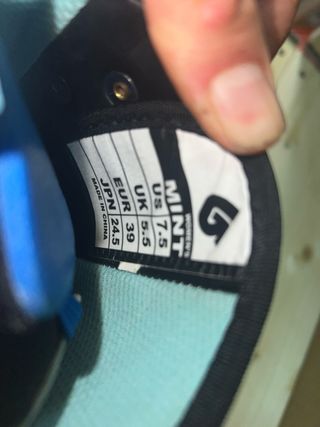 WOMEN'S
MINT
US 7.5
UK 5.5
EUR 39
JPN 24.5
MADE IN CHINA